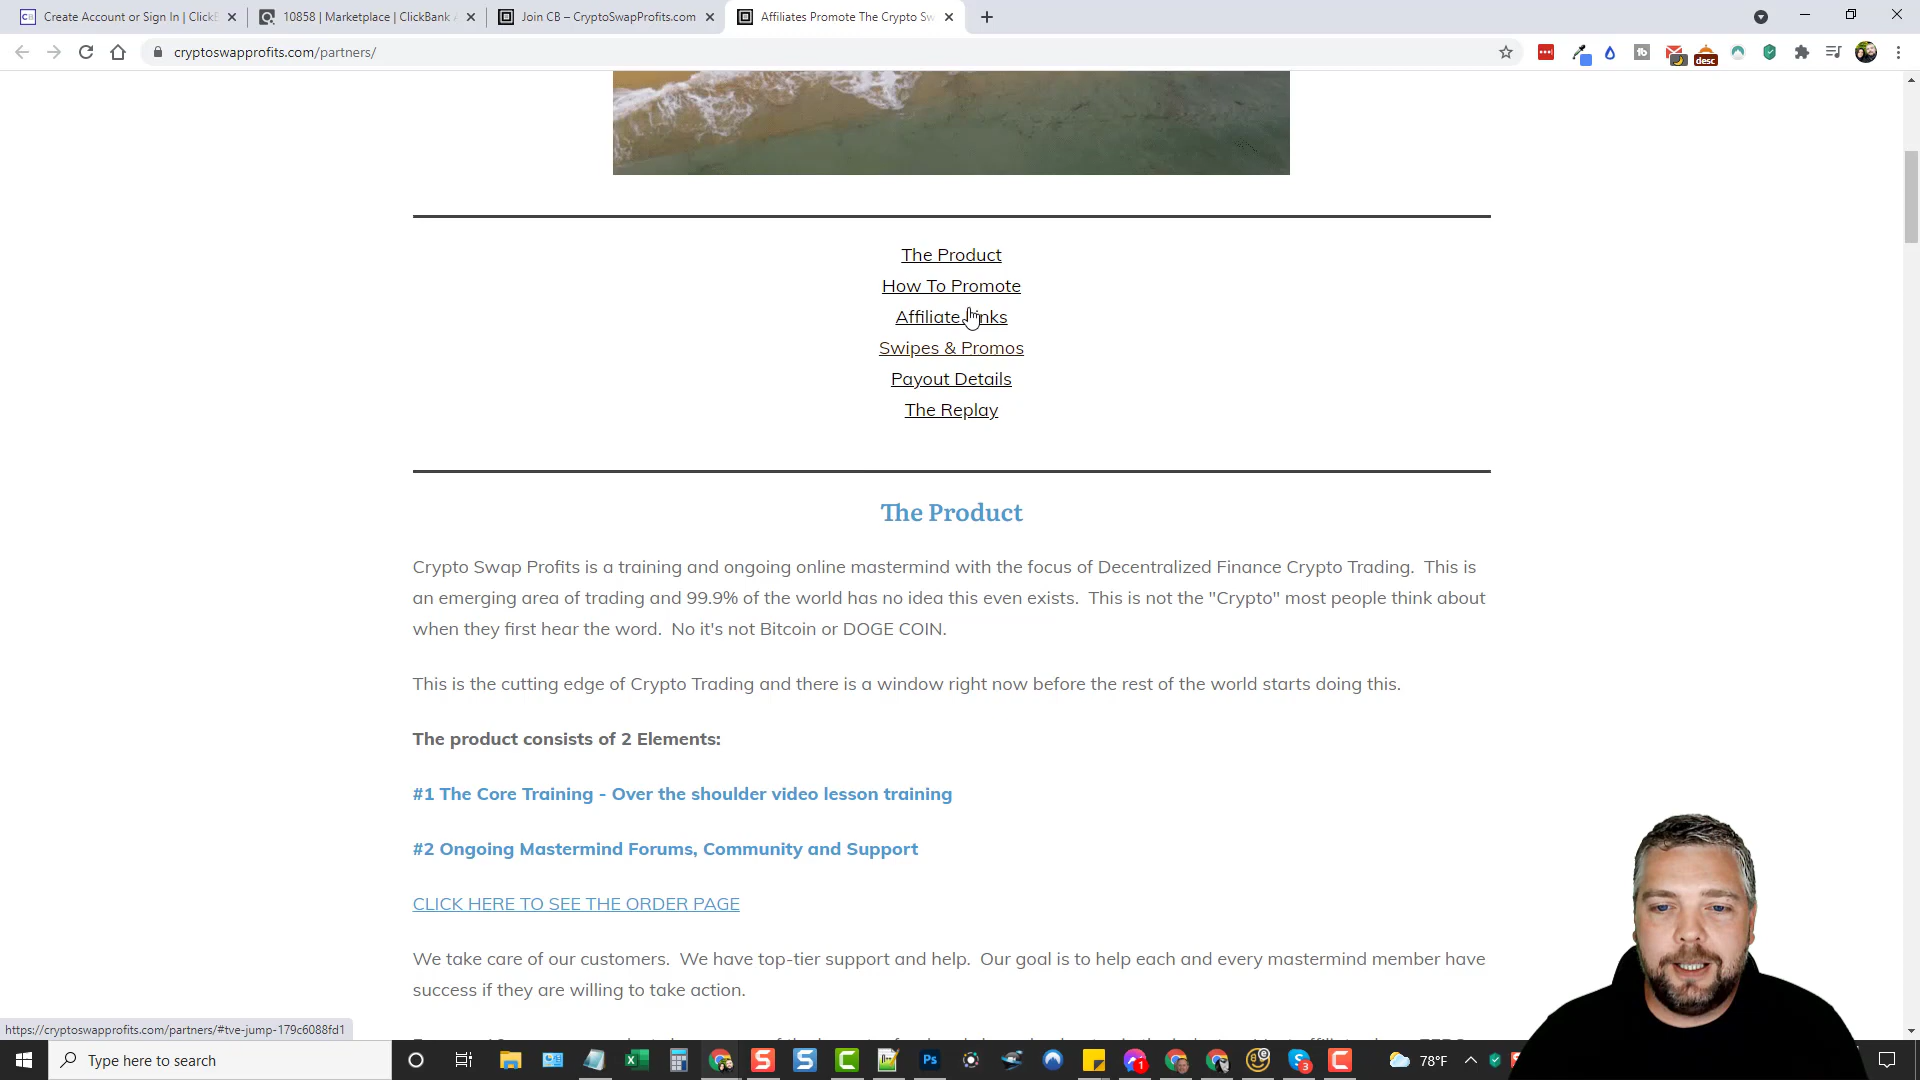 Create Account or Sign In | Click
10858 | Marketplace | ClickBank
Join CB – CryptoSwapProfits.com
Affiliates Promote The Crypto Sw
cryptoswapprofits.com/partners/
desc
The Product
How To Promote
Affiliate Links
Swipes & Promos
Payout Details
The Replay
The Product
Crypto Swap Profits is a training and ongoing online mastermind with the focus of Decentralized Finance Crypto Trading.  This is
an emerging area of trading and 99.9% of the world has no idea this even exists.  This is not the "Crypto" most people think about
when they first hear the word.  No it's not Bitcoin or DOGE COIN.
This is the cutting edge of Crypto Trading and there is a window right now before the rest of the world starts doing this.
The product consists of 2 Elements:
#1 The Core Training - Over the shoulder video lesson training
#2 Ongoing Mastermind Forums, Community and Support
CLICK HERE TO SEE THE ORDER PAGE
We take care of our customers.  We have top-tier support and help.  Our goal is to help each and every mastermind member have
success if they are willing to take action.
https://cryptoswapprofits.com/partners/#tve-jump-179c6088fd1
Type here to search
78°F